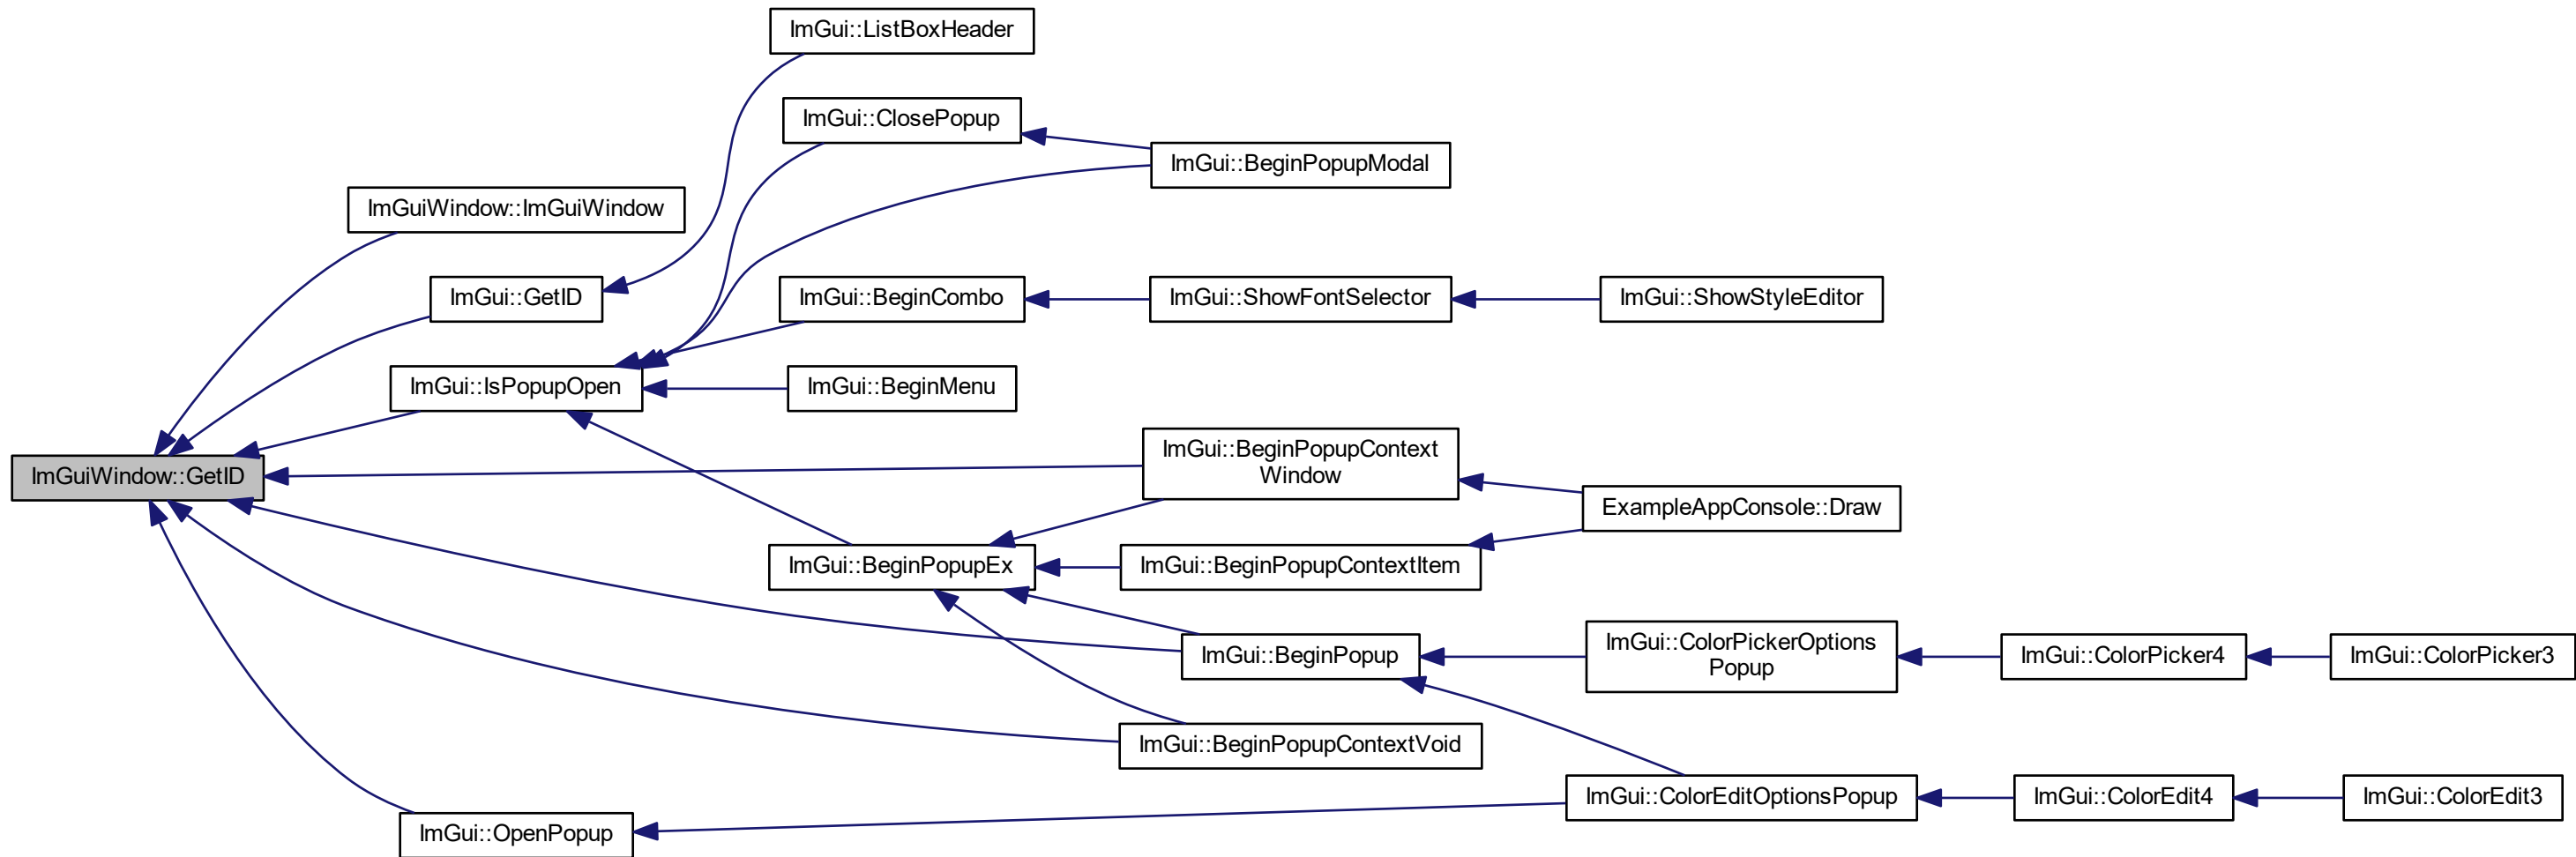 ImGui::ListBoxHeader
ImGui::ClosePopup
ImGui::BeginPopupModal
ImGuiWindow::ImGuiWindow
ImGui::GetID
ImGui::BeginCombo
ImGui::ShowFontSelector
ImGui::ShowStyleEditor
ImGui::IsPopupOpen
ImGui::BeginMenu
ImGuiWindow::GetID
ImGui::BeginPopupContext
Window
ExampleAppConsole::Draw
ImGui::BeginPopupEx
ImGui::BeginPopupContextItem
ImGui::BeginPopup
ImGui::ColorPickerOptions
Popup
ImGui::ColorPicker4
ImGui::ColorPicker3
ImGui::BeginPopupContextVoid
ImGui::ColorEditOptionsPopup
ImGui::ColorEdit4
ImGui::ColorEdit3
ImGui::OpenPopup